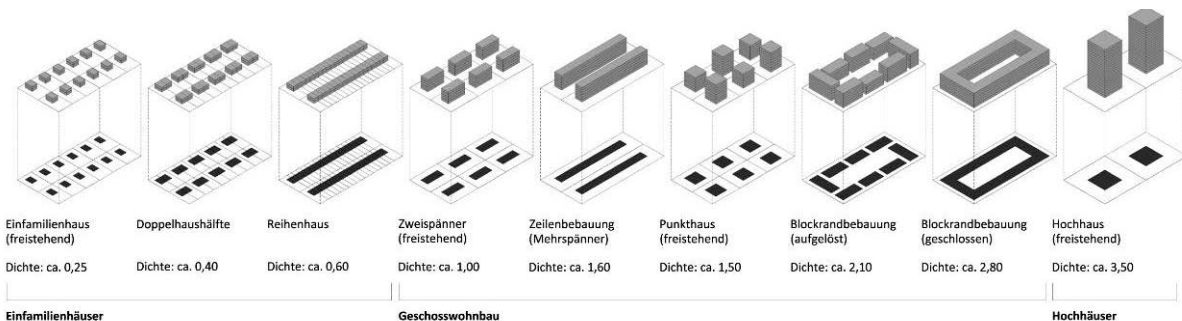 Einfamilienhaus
(freistehend)
Dichte: ca. 0,25
Doppelhaushälfte
Dichte: ca. 0,40
Reihenhaus
Dichte: ca. 0,60
Zweispänner
(freistehend)
Dichte: ca. 1,00
Zeilenbebauung
(Mehrspänner)
Dichte: ca. 1,60
Punkthaus
(freistehend)
Dichte: ca. 1,50
Blockrandbebauung
(aufgelöst)
Dichte: ca. 2,10
Blockrandbebauung
(geschlossen)
Dichte: ca. 2,80
Hochhaus
(freistehend)
Dichte: ca. 3,50
Einfamilienhäuser
Geschosswohnbau
Hochhäuser